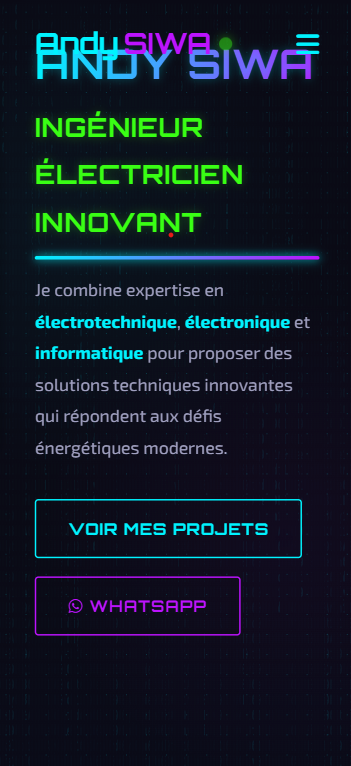 Andy SIWA
ANDY SIWA
INGÉNIEUR
ÉLECTRICIEN
INNOVANT
Je combine expertise en
électrotechnique, électronique et
informatique pour proposer des
solutions techniques innovantes
qui répondent aux défis
énergétiques modernes.
VOIR MES PROJETS
WHATSAPP